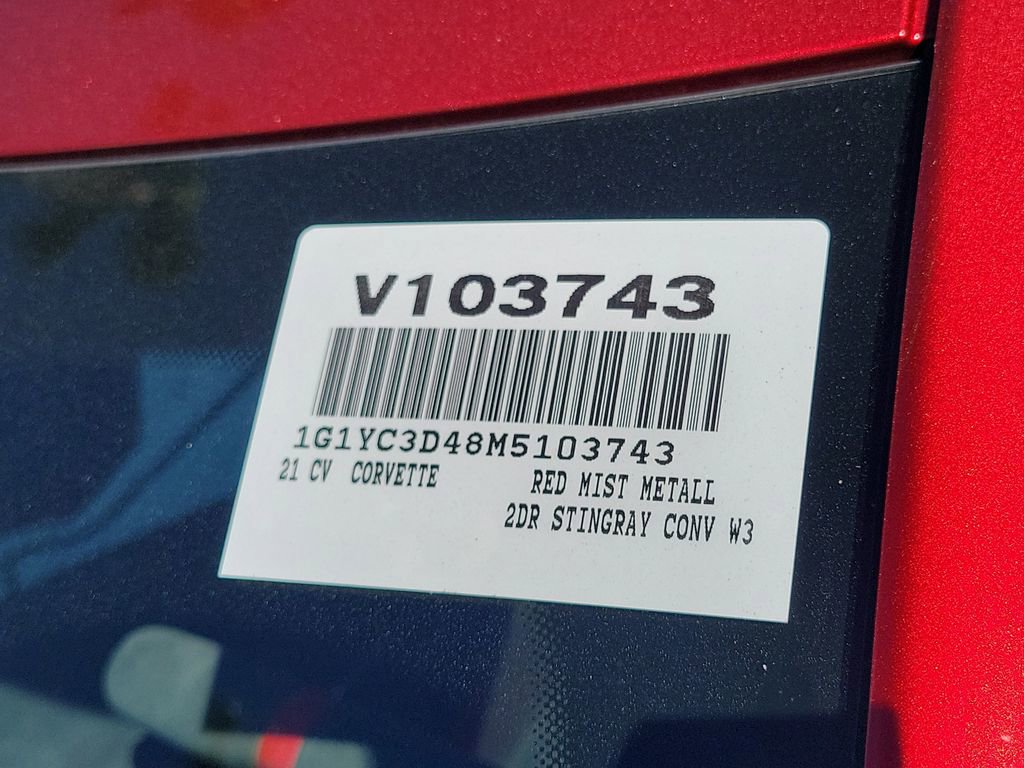 V103743
1G1YC3D48M5103743
21 CV CORVETTE RED MIST METALL
2DR STINGRAY CONV W3